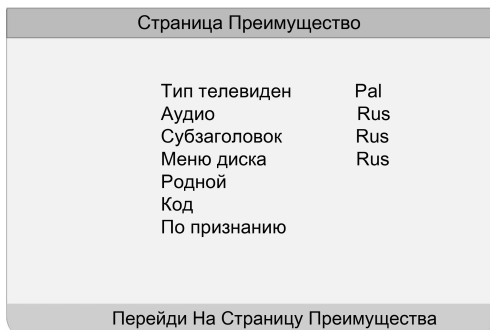 Страница Преимущество
Тип телевиден Pal
Аудио Rus
Субзаголовок Rus
Меню диска Rus
Родной
Код
По признанию
Перейди На Страницу Преимущества